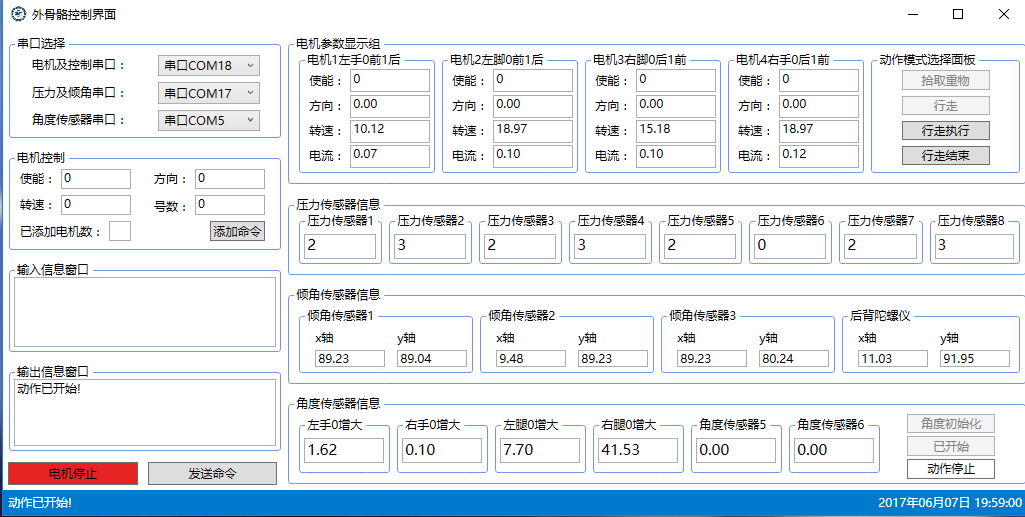 外骨骼控制界面
串口选择
电机及控制串口： 串口COM18
压力及倾角串口： 串口COM17
角度传感器串口： 串口COM5
电机控制
使能： 0 方向： 0
转速： 0 号数： 0
已添加电机数： 添加命令
输入信息窗口
输出信息窗口
动作已开始!
电机停止 发送命令
电机参数显示组
电机1左手0前1后 电机2左脚0前1后 电机3右脚0后1前 电机4右手0后1前
使能： 0 使能： 0 使能： 0 使能： 0
方向： 0.00 方向： 0.00 方向： 0.00 方向： 0.00
转速： 10.12 转速： 18.97 转速： 15.18 转速： 18.97
电流： 0.07 电流： 0.10 电流： 0.10 电流： 0.12
动作模式选择面板
拾取重物
行走
行走执行
行走结束
压力传感器信息
压力传感器1 压力传感器2 压力传感器3 压力传感器4 压力传感器5 压力传感器6 压力传感器7 压力传感器8
2 3 2 3 2 0 2 3
倾角传感器信息
倾角传感器1 倾角传感器2 倾角传感器3 后背陀螺仪
x轴 y轴 x轴 y轴 x轴 y轴 x轴 y轴
89.23 89.04 9.48 89.23 89.23 80.24 11.03 91.95
角度传感器信息
左手0增大 右手0增大 左腿0增大 右腿0增大 角度传感器5 角度传感器6
1.62 0.10 7.70 41.53 0.00 0.00
角度初始化
已开始
动作停止
动作已开始! 2017年06月07日 19:59:00